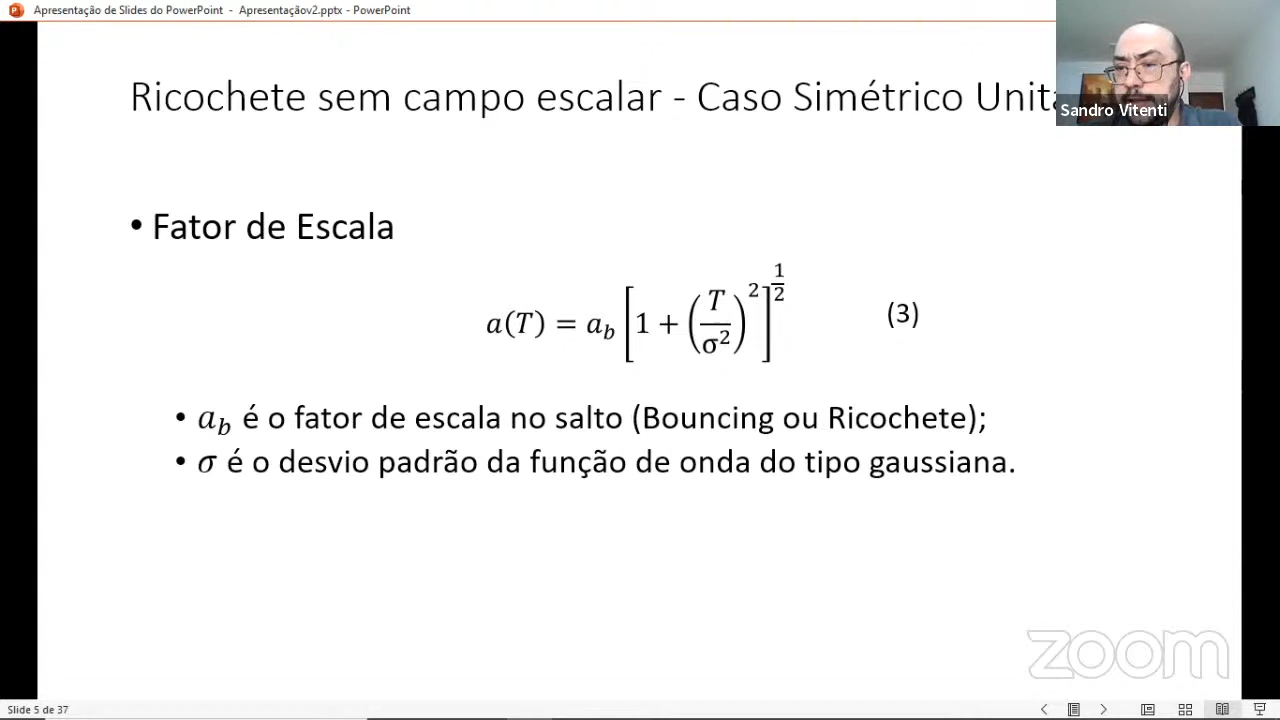 Apresentação de Slides do PowerPoint - Apresentaçãov2.pptx - PowerPoint
Ricochete sem campo escalar - Caso Simétrico Unit
Sandro Vitenti
• Fator de Escala
a(T) = a_b [1 + (T/σ²)²]^{1/2} (3)
• a_b é o fator de escala no salto (Bouncing ou Ricochete);
• σ é o desvio padrão da função de onda do tipo gaussiana.
zoom
Slide 5 de 37